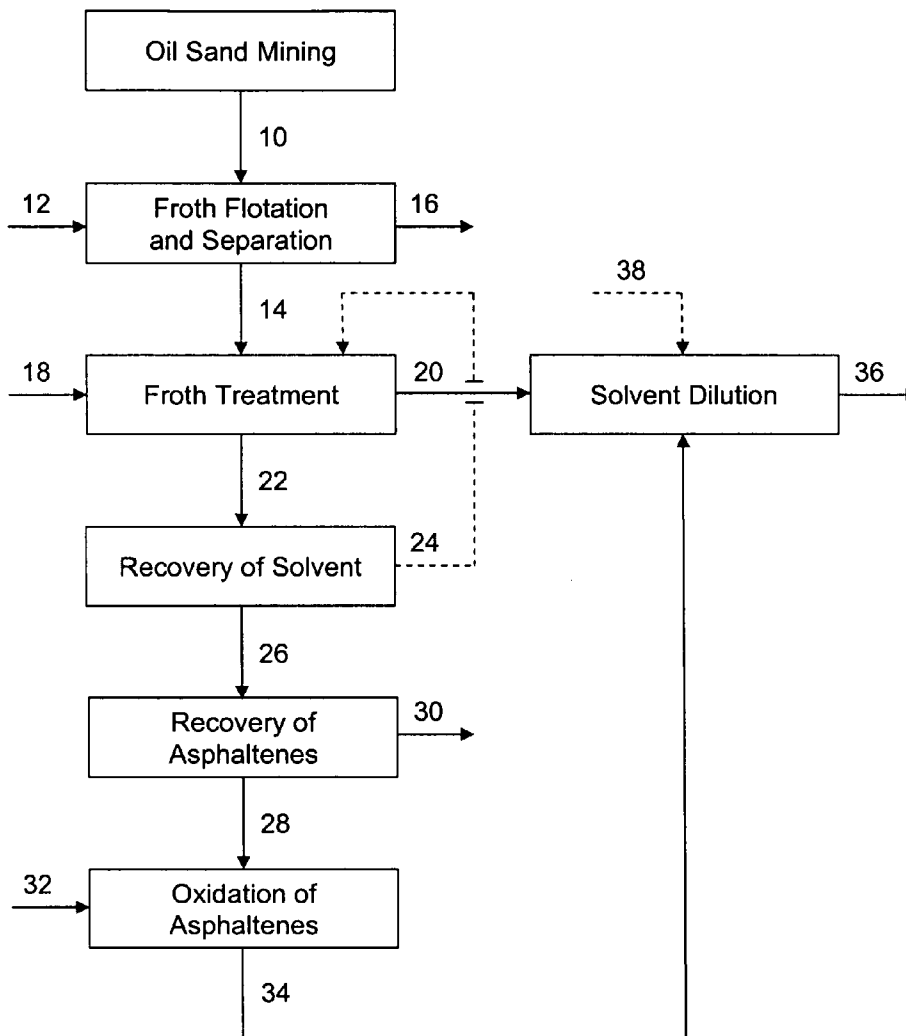 Oil Sand Mining
10
12
Froth Flotation
and Separation
16
14
38
18
Froth Treatment
20
Solvent Dilution
36
22
Recovery of Solvent
24
26
Recovery of
Asphaltenes
30
28
32
Oxidation of
Asphaltenes
34